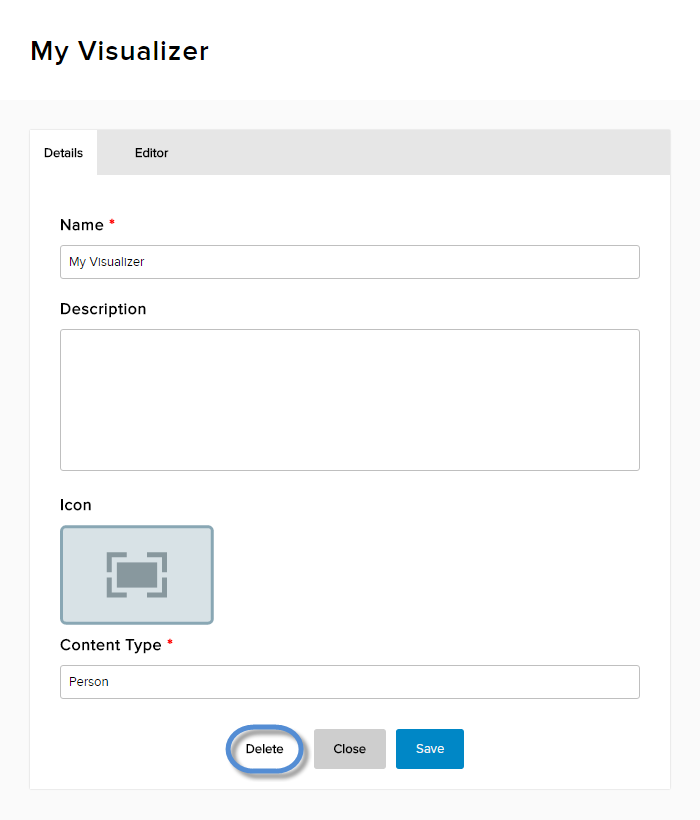 My Visualizer
Details Editor
Name *
My Visualizer
Description
Icon
Content Type *
Person
Delete Close Save